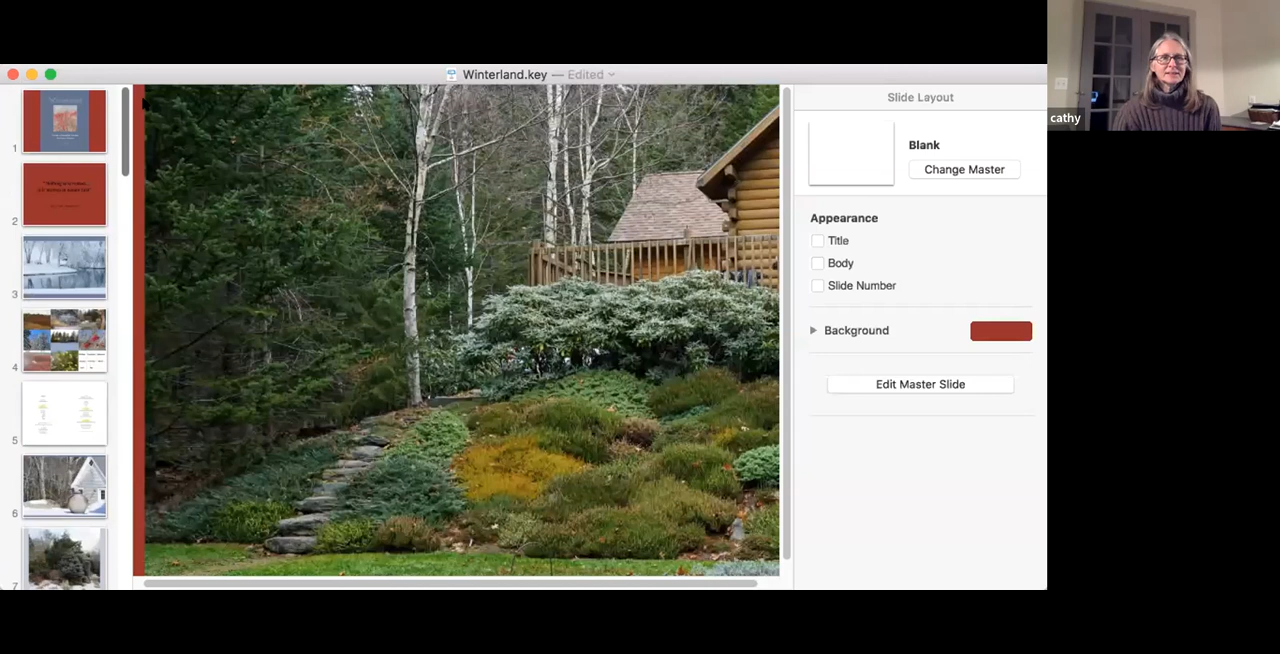 Winterland.key — Edited
Slide Layout
Blank
Change Master
Appearance
Title
Body
Slide Number
Background
Edit Master Slide
1
2
3
4
5
6
7
cathy